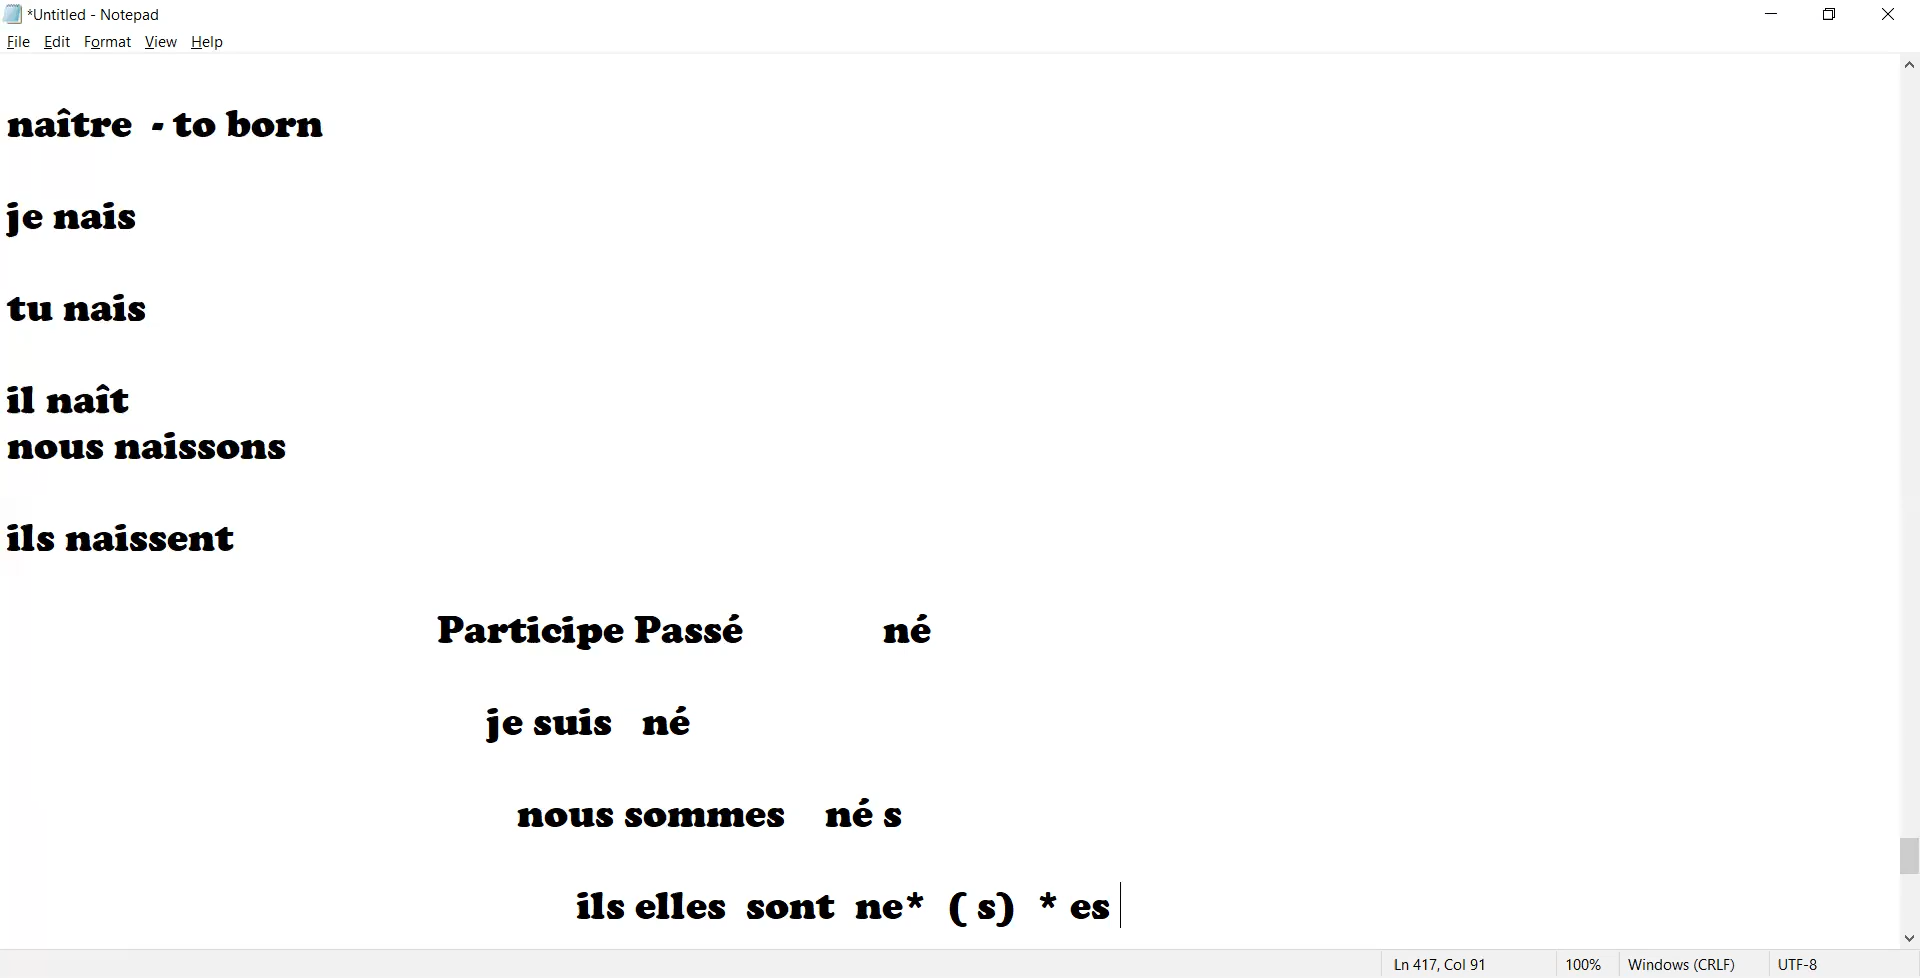 *Untitled - Notepad
File Edit Format View Help
naître - to born
je nais
tu nais
il naît
nous naissons
ils naissent
Participe Passé né
je suis né
nous sommes né s
ils elles sont ne* ( s) * es
Ln 417, Col 91 100% Windows (CRLF) UTF-8